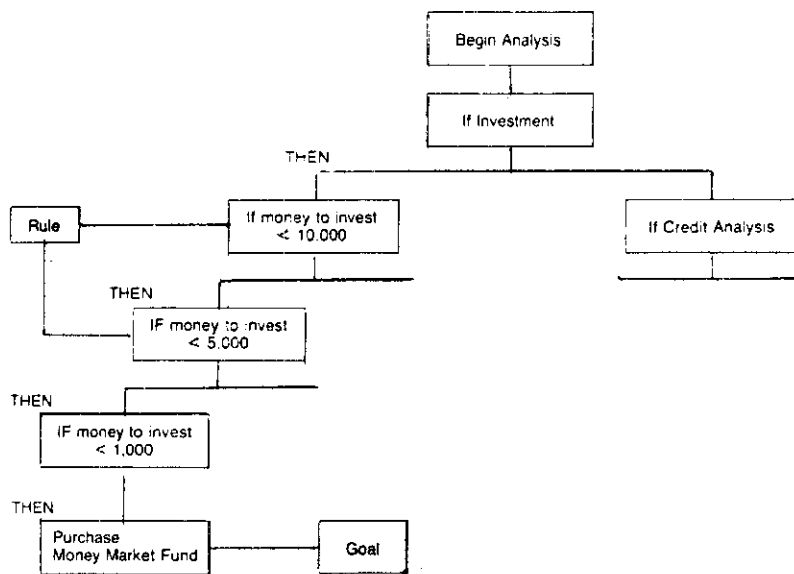 Begin Analysis
If Investment
THEN
Rule
If money to invest
< 10.000
If Credit Analysis
THEN
IF money to invest
< 5.000
THEN
IF money to invest
< 1,000
THEN
Purchase
Money Market Fund
Goal